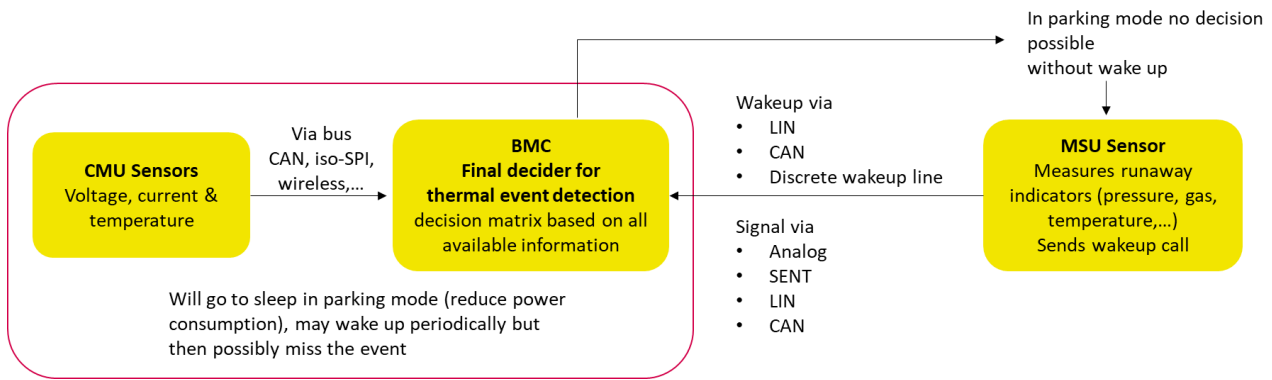 In parking mode no decision
possible
without wake up
CMU Sensors
Voltage, current &
temperature
Via bus
CAN, iso-SPI,
wireless,...
BMC
Final decider for
thermal event detection
decision matrix based on all
available information
Will go to sleep in parking mode (reduce power
consumption), may wake up periodically but
then possibly miss the event
Wakeup via
• LIN
• CAN
• Discrete wakeup line
Signal via
• Analog
• SENT
• LIN
• CAN
MSU Sensor
Measures runaway
indicators (pressure, gas,
temperature,...)
Sends wakeup call